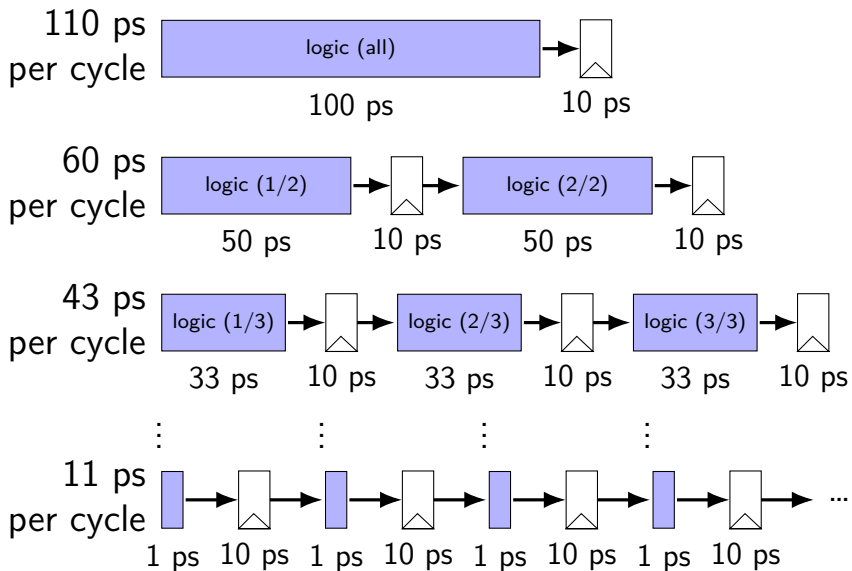 110 ps
per cycle
logic (all)
100 ps
10 ps
60 ps
per cycle
logic (1/2)
logic (2/2)
50 ps
10 ps
50 ps
10 ps
43 ps
per cycle
logic (1/3)
logic (2/3)
logic (3/3)
33 ps
10 ps
33 ps
10 ps
33 ps
10 ps
⋮
⋮
⋮
⋮
11 ps
per cycle
...
1 ps
10 ps
1 ps
10 ps
1 ps
10 ps
1 ps
10 ps